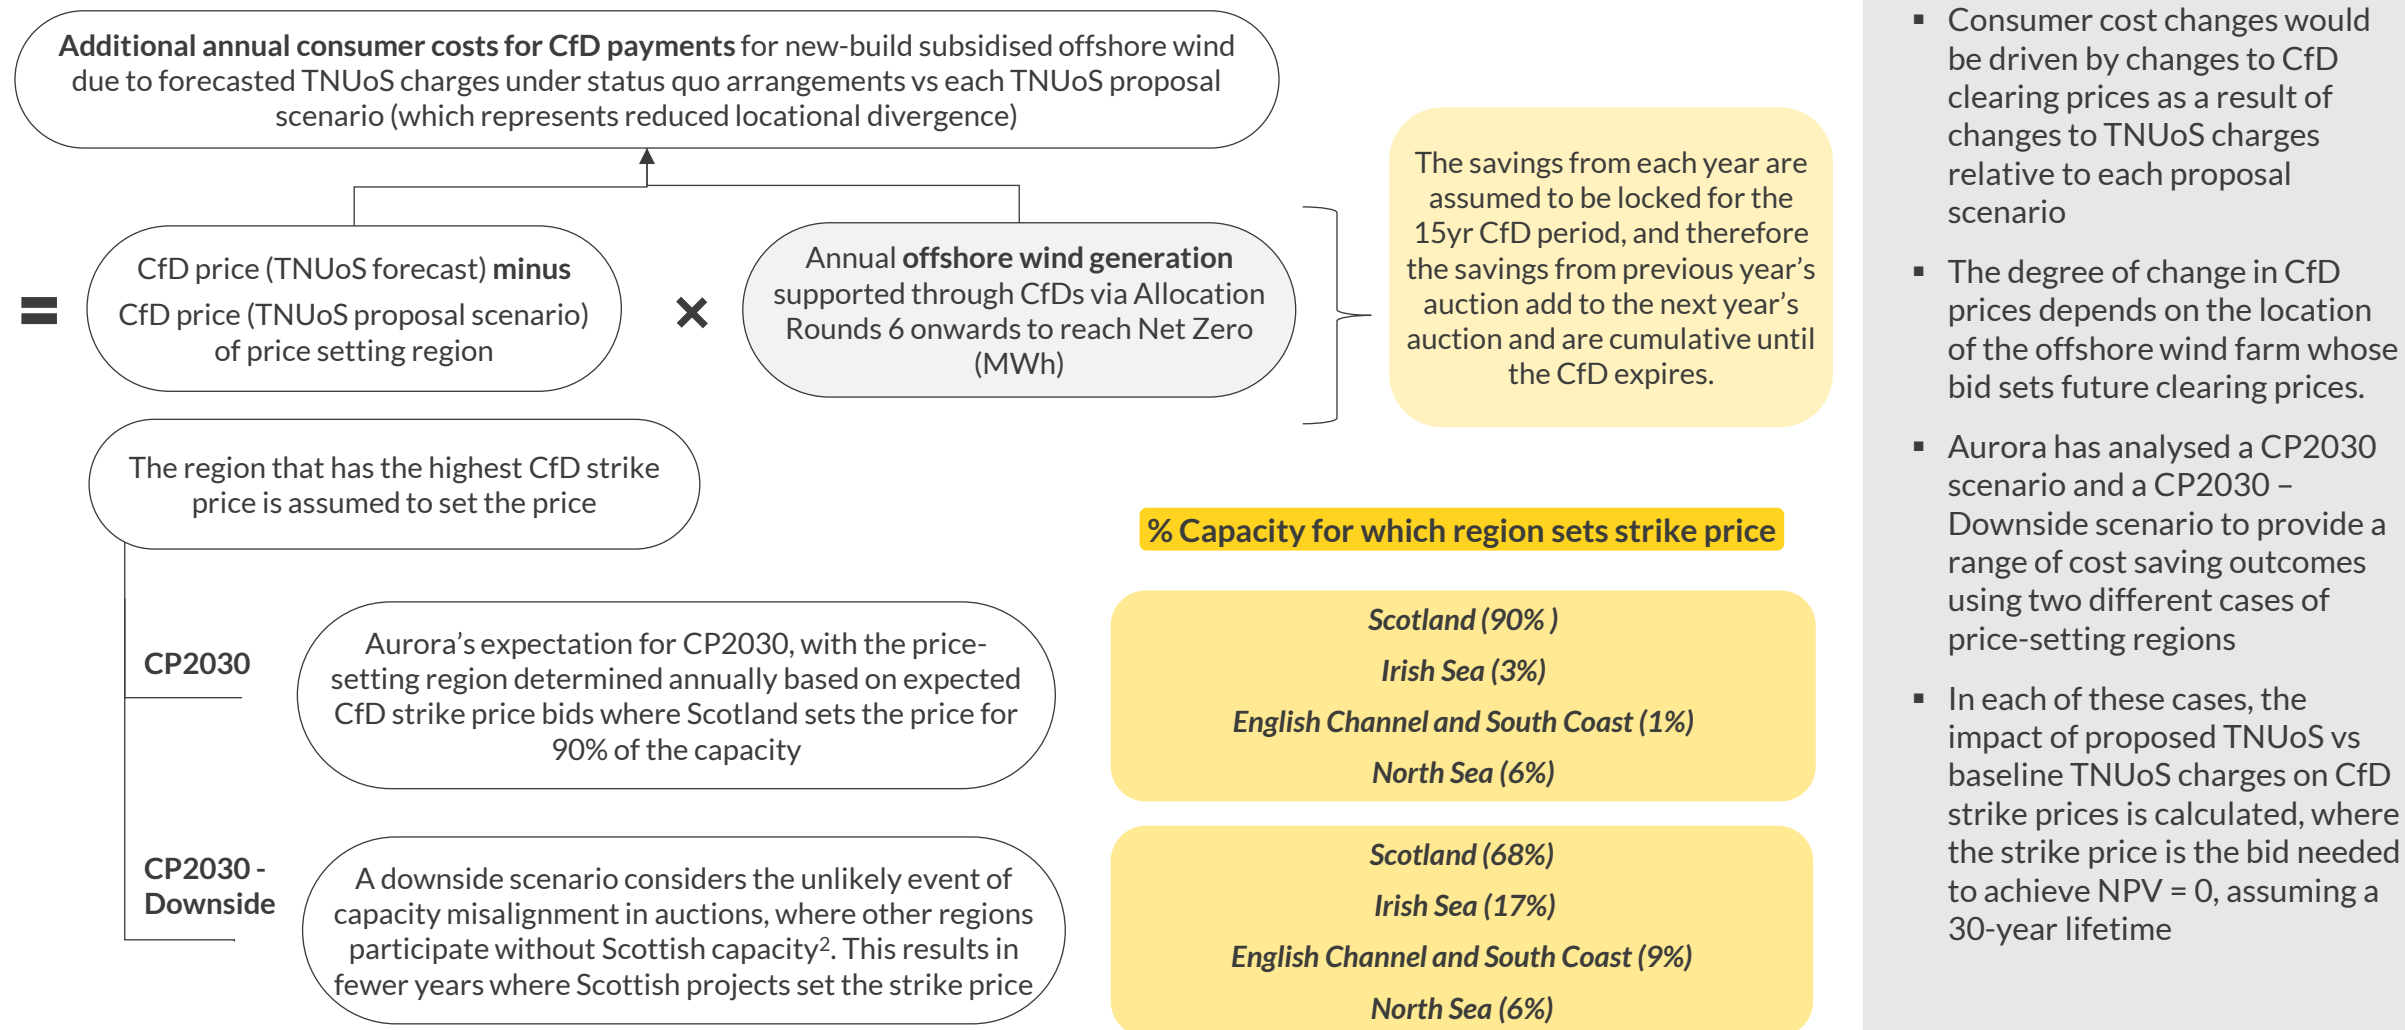 Additional annual consumer costs for CfD payments for new-build subsidised offshore wind
due to forecasted TNUoS charges under status quo arrangements vs each TNUoS proposal
scenario (which represents reduced locational divergence)
=
CfD price (TNUoS forecast) minus
CfD price (TNUoS proposal scenario)
of price setting region
×
Annual offshore wind generation
supported through CfDs via Allocation
Rounds 6 onwards to reach Net Zero
(MWh)
The savings from each year are
assumed to be locked for the
15yr CfD period, and therefore
the savings from previous year's
auction add to the next year's
auction and are cumulative until
the CfD expires.
The region that has the highest CfD strike
price is assumed to set the price
% Capacity for which region sets strike price
CP2030
Aurora's expectation for CP2030, with the price-
setting region determined annually based on expected
CfD strike price bids where Scotland sets the price for
90% of the capacity
Scotland (90% )
Irish Sea (3%)
English Channel and South Coast (1%)
North Sea (6%)
CP2030 -
Downside
A downside scenario considers the unlikely event of
capacity misalignment in auctions, where other regions
participate without Scottish capacity². This results in
fewer years where Scottish projects set the strike price
Scotland (68%)
Irish Sea (17%)
English Channel and South Coast (9%)
North Sea (6%)
▪ Consumer cost changes would
be driven by changes to CfD
clearing prices as a result of
changes to TNUoS charges
relative to each proposal
scenario
▪ The degree of change in CfD
prices depends on the location
of the offshore wind farm whose
bid sets future clearing prices.
▪ Aurora has analysed a CP2030
scenario and a CP2030 –
Downside scenario to provide a
range of cost saving outcomes
using two different cases of
price-setting regions
▪ In each of these cases, the
impact of proposed TNUoS vs
baseline TNUoS charges on CfD
strike prices is calculated, where
the strike price is the bid needed
to achieve NPV = 0, assuming a
30-year lifetime